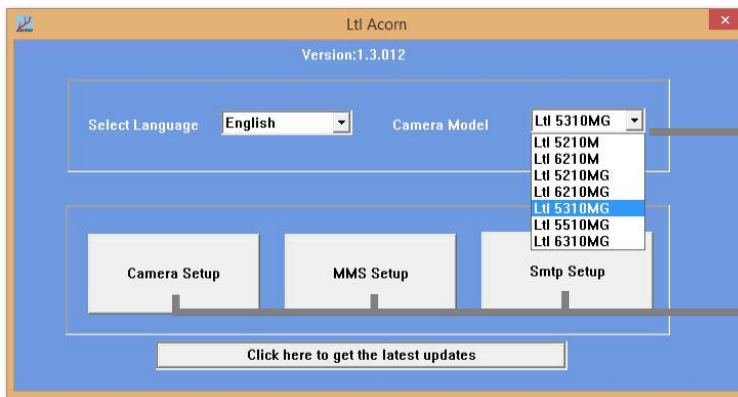 Ltl Acorn
Version:1.3.012
Select Language English Camera Model Ltl 5310MG
Ltl 5210M
Ltl 6210M
Ltl 5210MG
Ltl 6210MG
Ltl 5310MG
Ltl 5510MG
Ltl 6310MG
Camera Setup MMS Setup Smtp Setup
Click here to get the latest updates